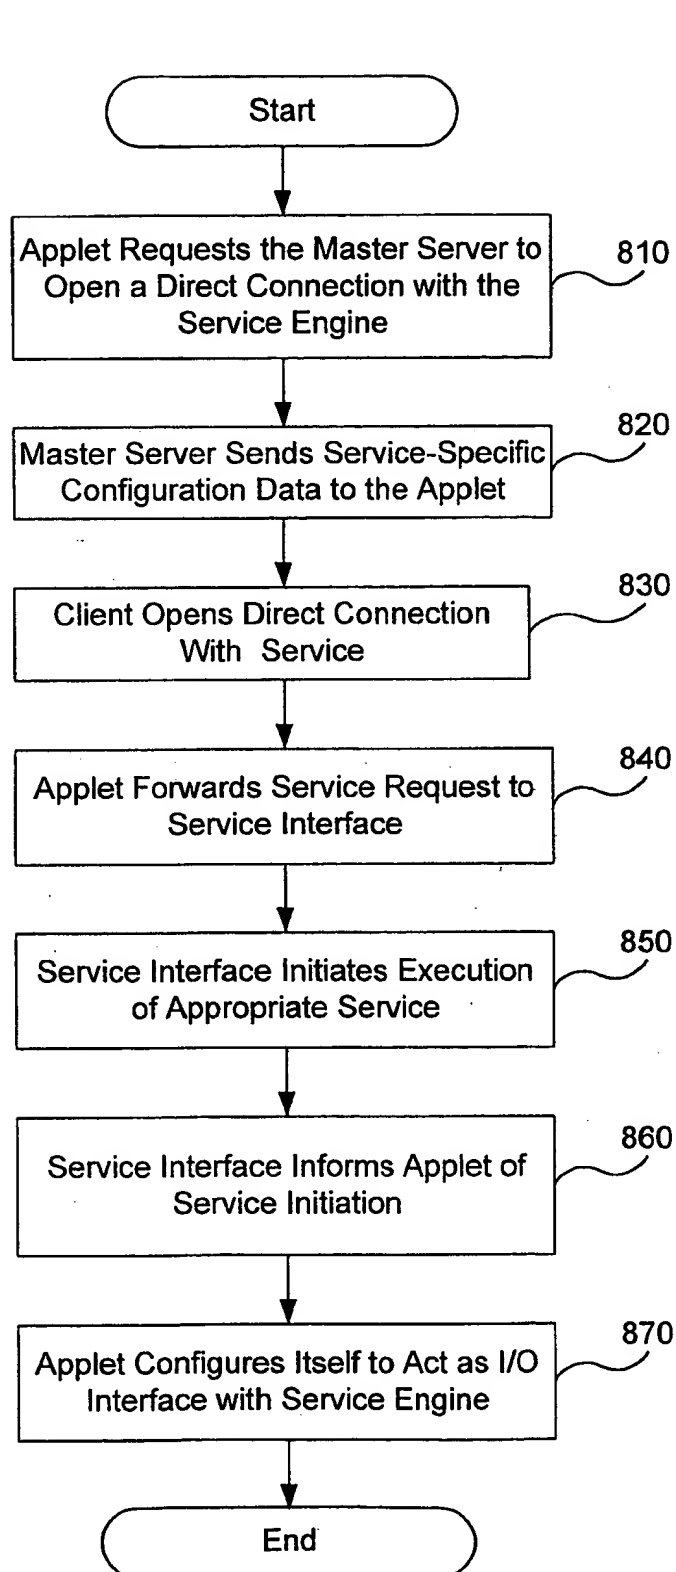 Start
Applet Requests the Master Server to
Open a Direct Connection with the
Service Engine
810
Master Server Sends Service-Specific
Configuration Data to the Applet
820
Client Opens Direct Connection
With Service
830
Applet Forwards Service Request to
Service Interface
840
Service Interface Initiates Execution
of Appropriate Service
850
Service Interface Informs Applet of
Service Initiation
860
Applet Configures Itself to Act as I/O
Interface with Service Engine
870
End